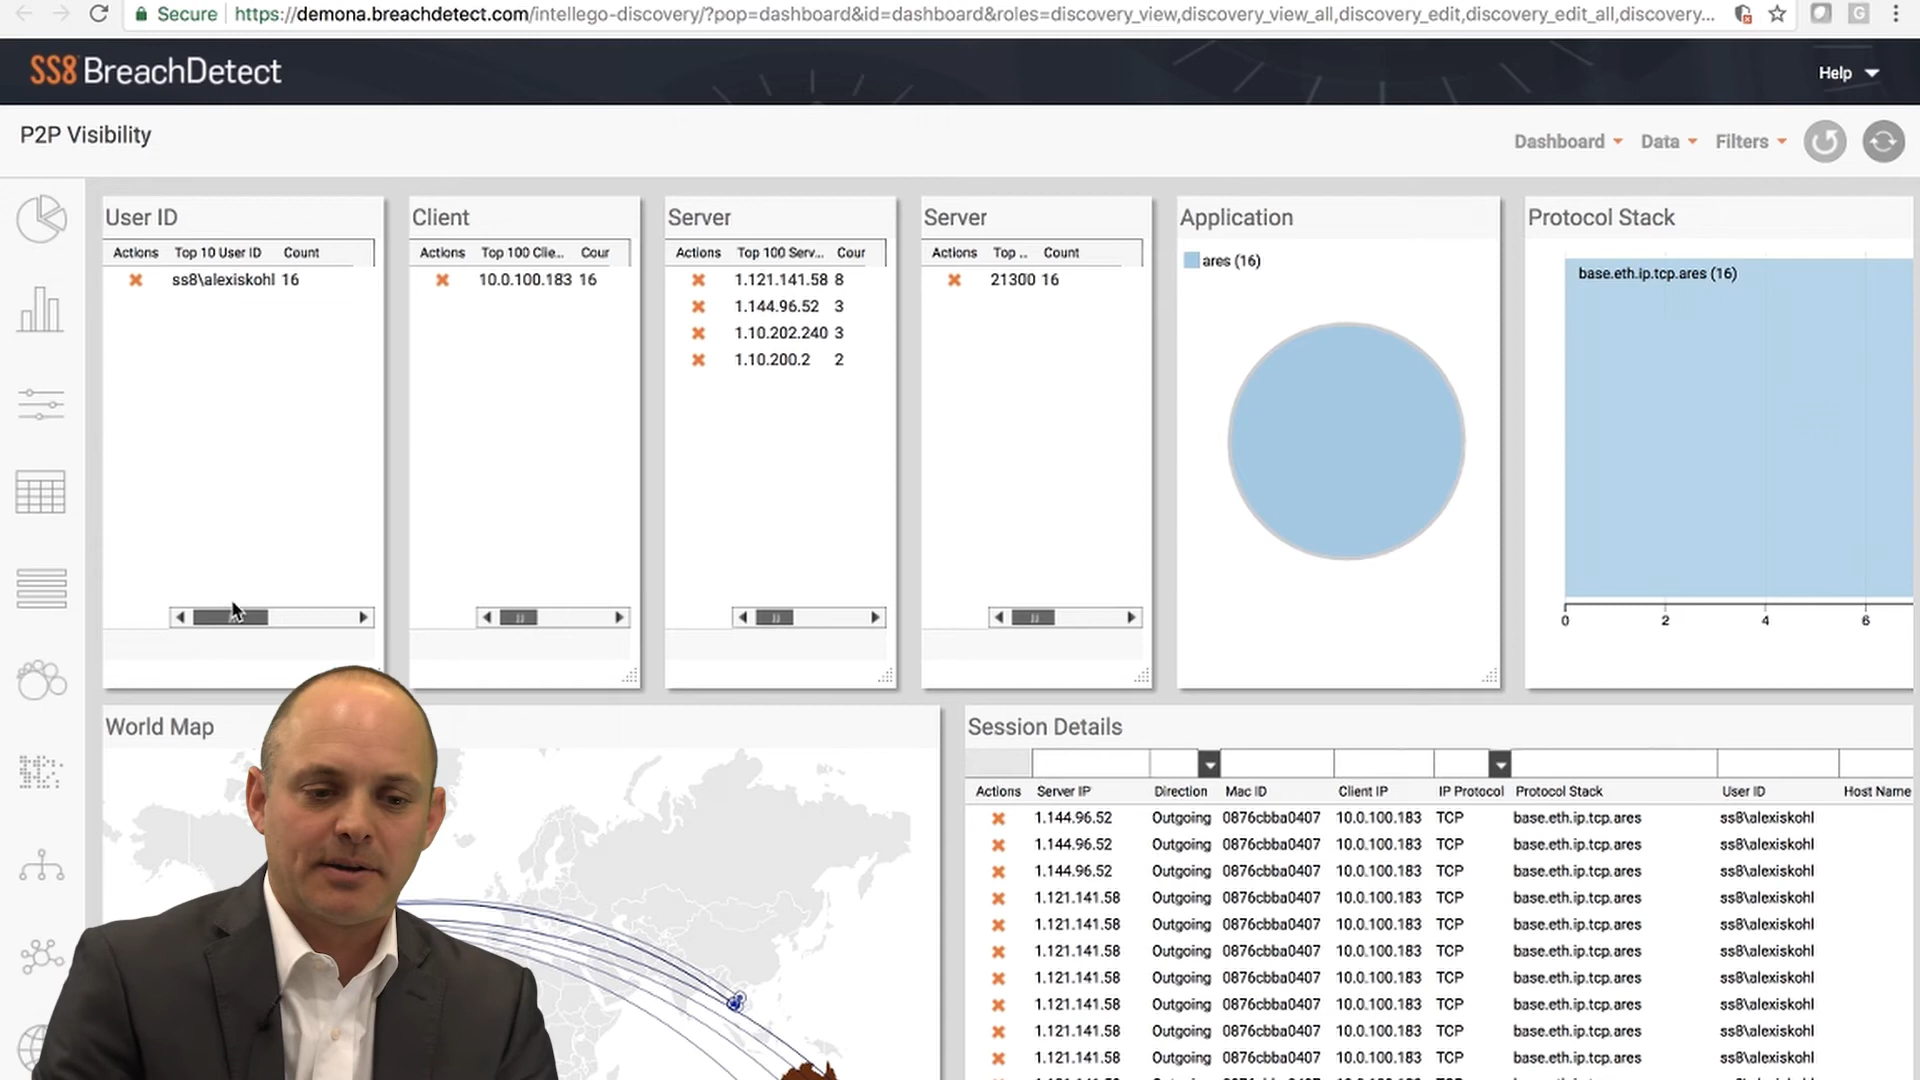 Secure https://demona.breachdetect.com/intellego-discovery/?pop=dashboard&id=dashboard&roles=discovery_view,discovery_view_all,discovery_edit,discovery_edit_all,discovery...
SS8 BreachDetect
Help
P2P Visibility
Dashboard Data Filters
User ID
Actions Top 10 User ID Count
ss8\alexiskohl 16
Client
Actions Top 100 Clie... Cour
10.0.100.183 16
Server
Actions Top 100 Serv... Cour
1.121.141.58 8
1.144.96.52 3
1.10.202.240 3
1.10.200.2 2
Server
Actions Top .. Count
21300 16
Application
ares (16)
Protocol Stack
base.eth.ip.tcp.ares (16)
0 2 4 6
World Map
Session Details
Actions Server IP Direction Mac ID Client IP IP Protocol Protocol Stack User ID Host Name
1.144.96.52 Outgoing 0876cbba0407 10.0.100.183 TCP base.eth.ip.tcp.ares ss8\alexiskohl
1.144.96.52 Outgoing 0876cbba0407 10.0.100.183 TCP base.eth.ip.tcp.ares ss8\alexiskohl
1.144.96.52 Outgoing 0876cbba0407 10.0.100.183 TCP base.eth.ip.tcp.ares ss8\alexiskohl
1.121.141.58 Outgoing 0876cbba0407 10.0.100.183 TCP base.eth.ip.tcp.ares ss8\alexiskohl
1.121.141.58 Outgoing 0876cbba0407 10.0.100.183 TCP base.eth.ip.tcp.ares ss8\alexiskohl
1.121.141.58 Outgoing 0876cbba0407 10.0.100.183 TCP base.eth.ip.tcp.ares ss8\alexiskohl
1.121.141.58 Outgoing 0876cbba0407 10.0.100.183 TCP base.eth.ip.tcp.ares ss8\alexiskohl
1.121.141.58 Outgoing 0876cbba0407 10.0.100.183 TCP base.eth.ip.tcp.ares ss8\alexiskohl
1.121.141.58 Outgoing 0876cbba0407 10.0.100.183 TCP base.eth.ip.tcp.ares ss8\alexiskohl
1.121.141.58 Outgoing 0876cbba0407 10.0.100.183 TCP base.eth.ip.tcp.ares ss8\alexiskohl